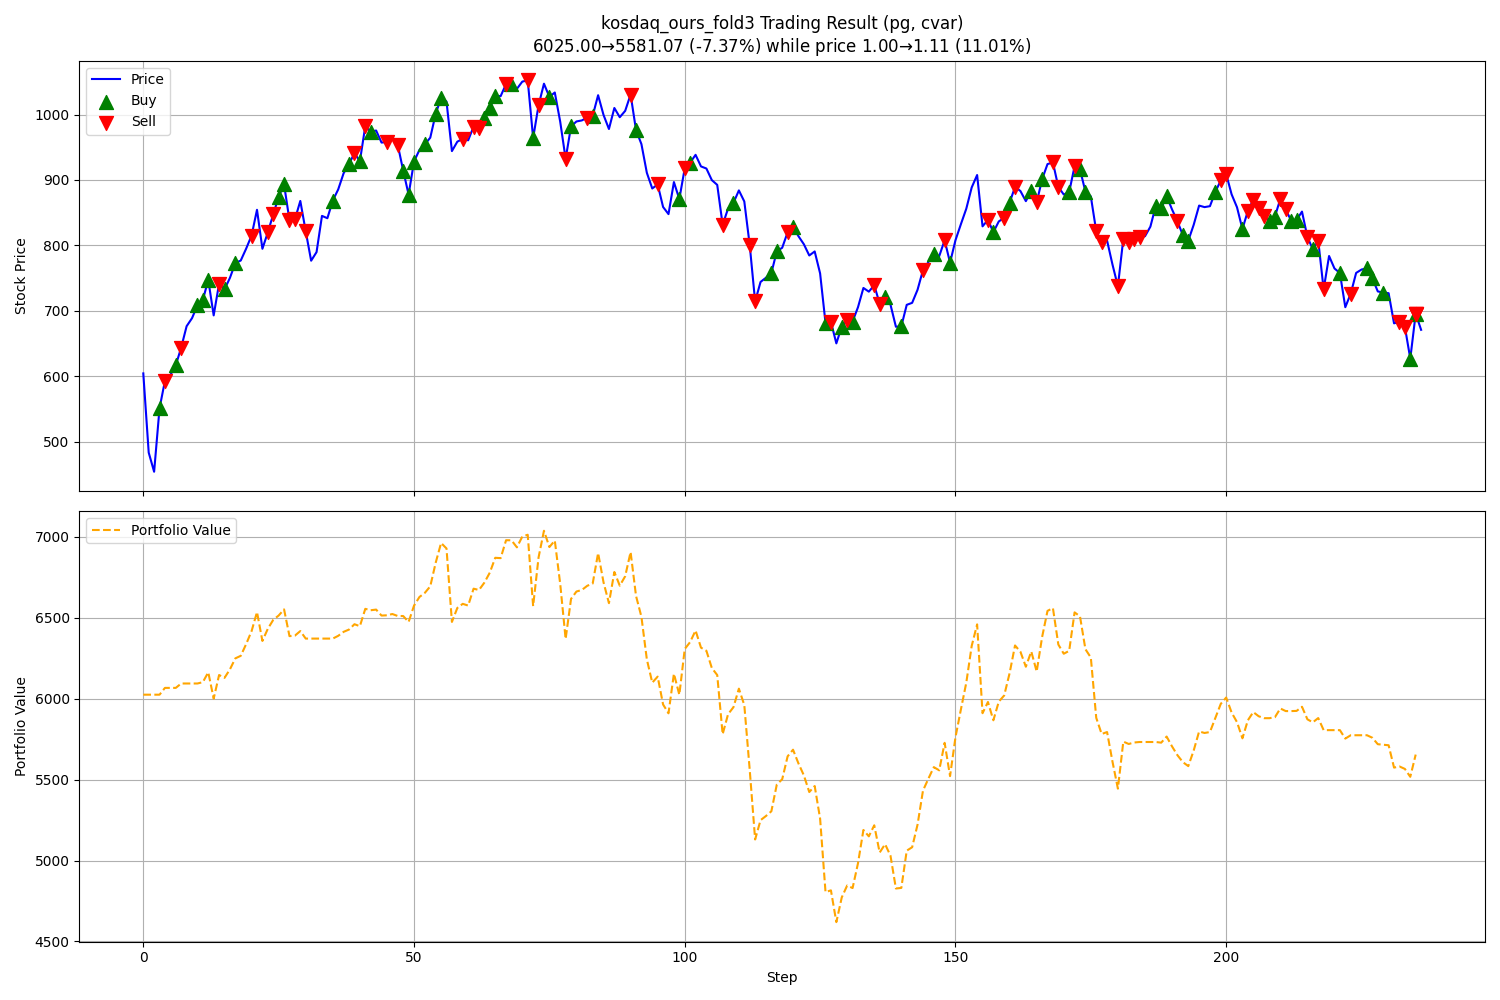 kosdaq_ours_fold3 Trading Result (pg, cvar)
6025.00→5581.07 (-7.37%) while price 1.00→1.11 (11.01%)
Price
Buy
Sell
Stock Price
1000
900
800
700
600
500
Portfolio Value
Portfolio Value
7000
6500
6000
5500
5000
4500
0
50
100
150
200
Step